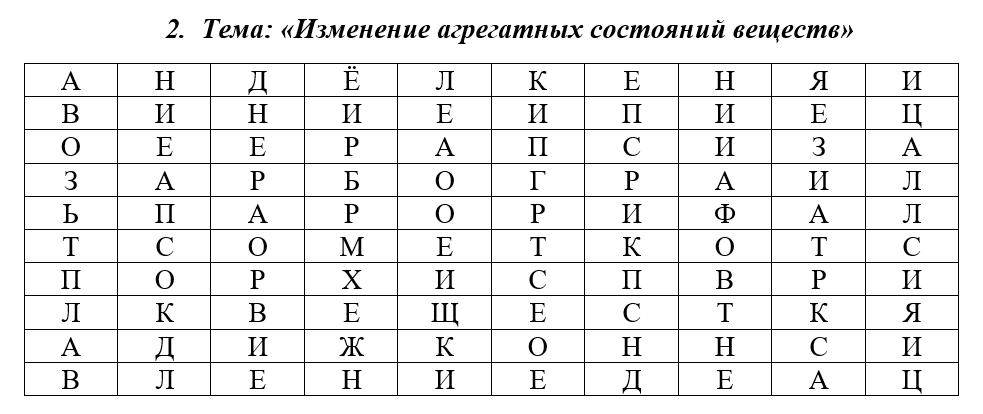 2. Тема: «Изменение агрегатных состояний веществ»
А Н Д Ё Л К Е Н Я И
В И Н И Е И П И Е Ц
О Е Е Р А П С И З А
З А Р Б О Г Р А И Л
Ь П А Р О Р И Ф А Л
Т С О М Е Т К О Т С
П О Р Х И С П В Р И
Л К В Е Щ Е С Т К Я
А Д И Ж К О Н Н С И
В Л Е Н И Е Д Е А Ц